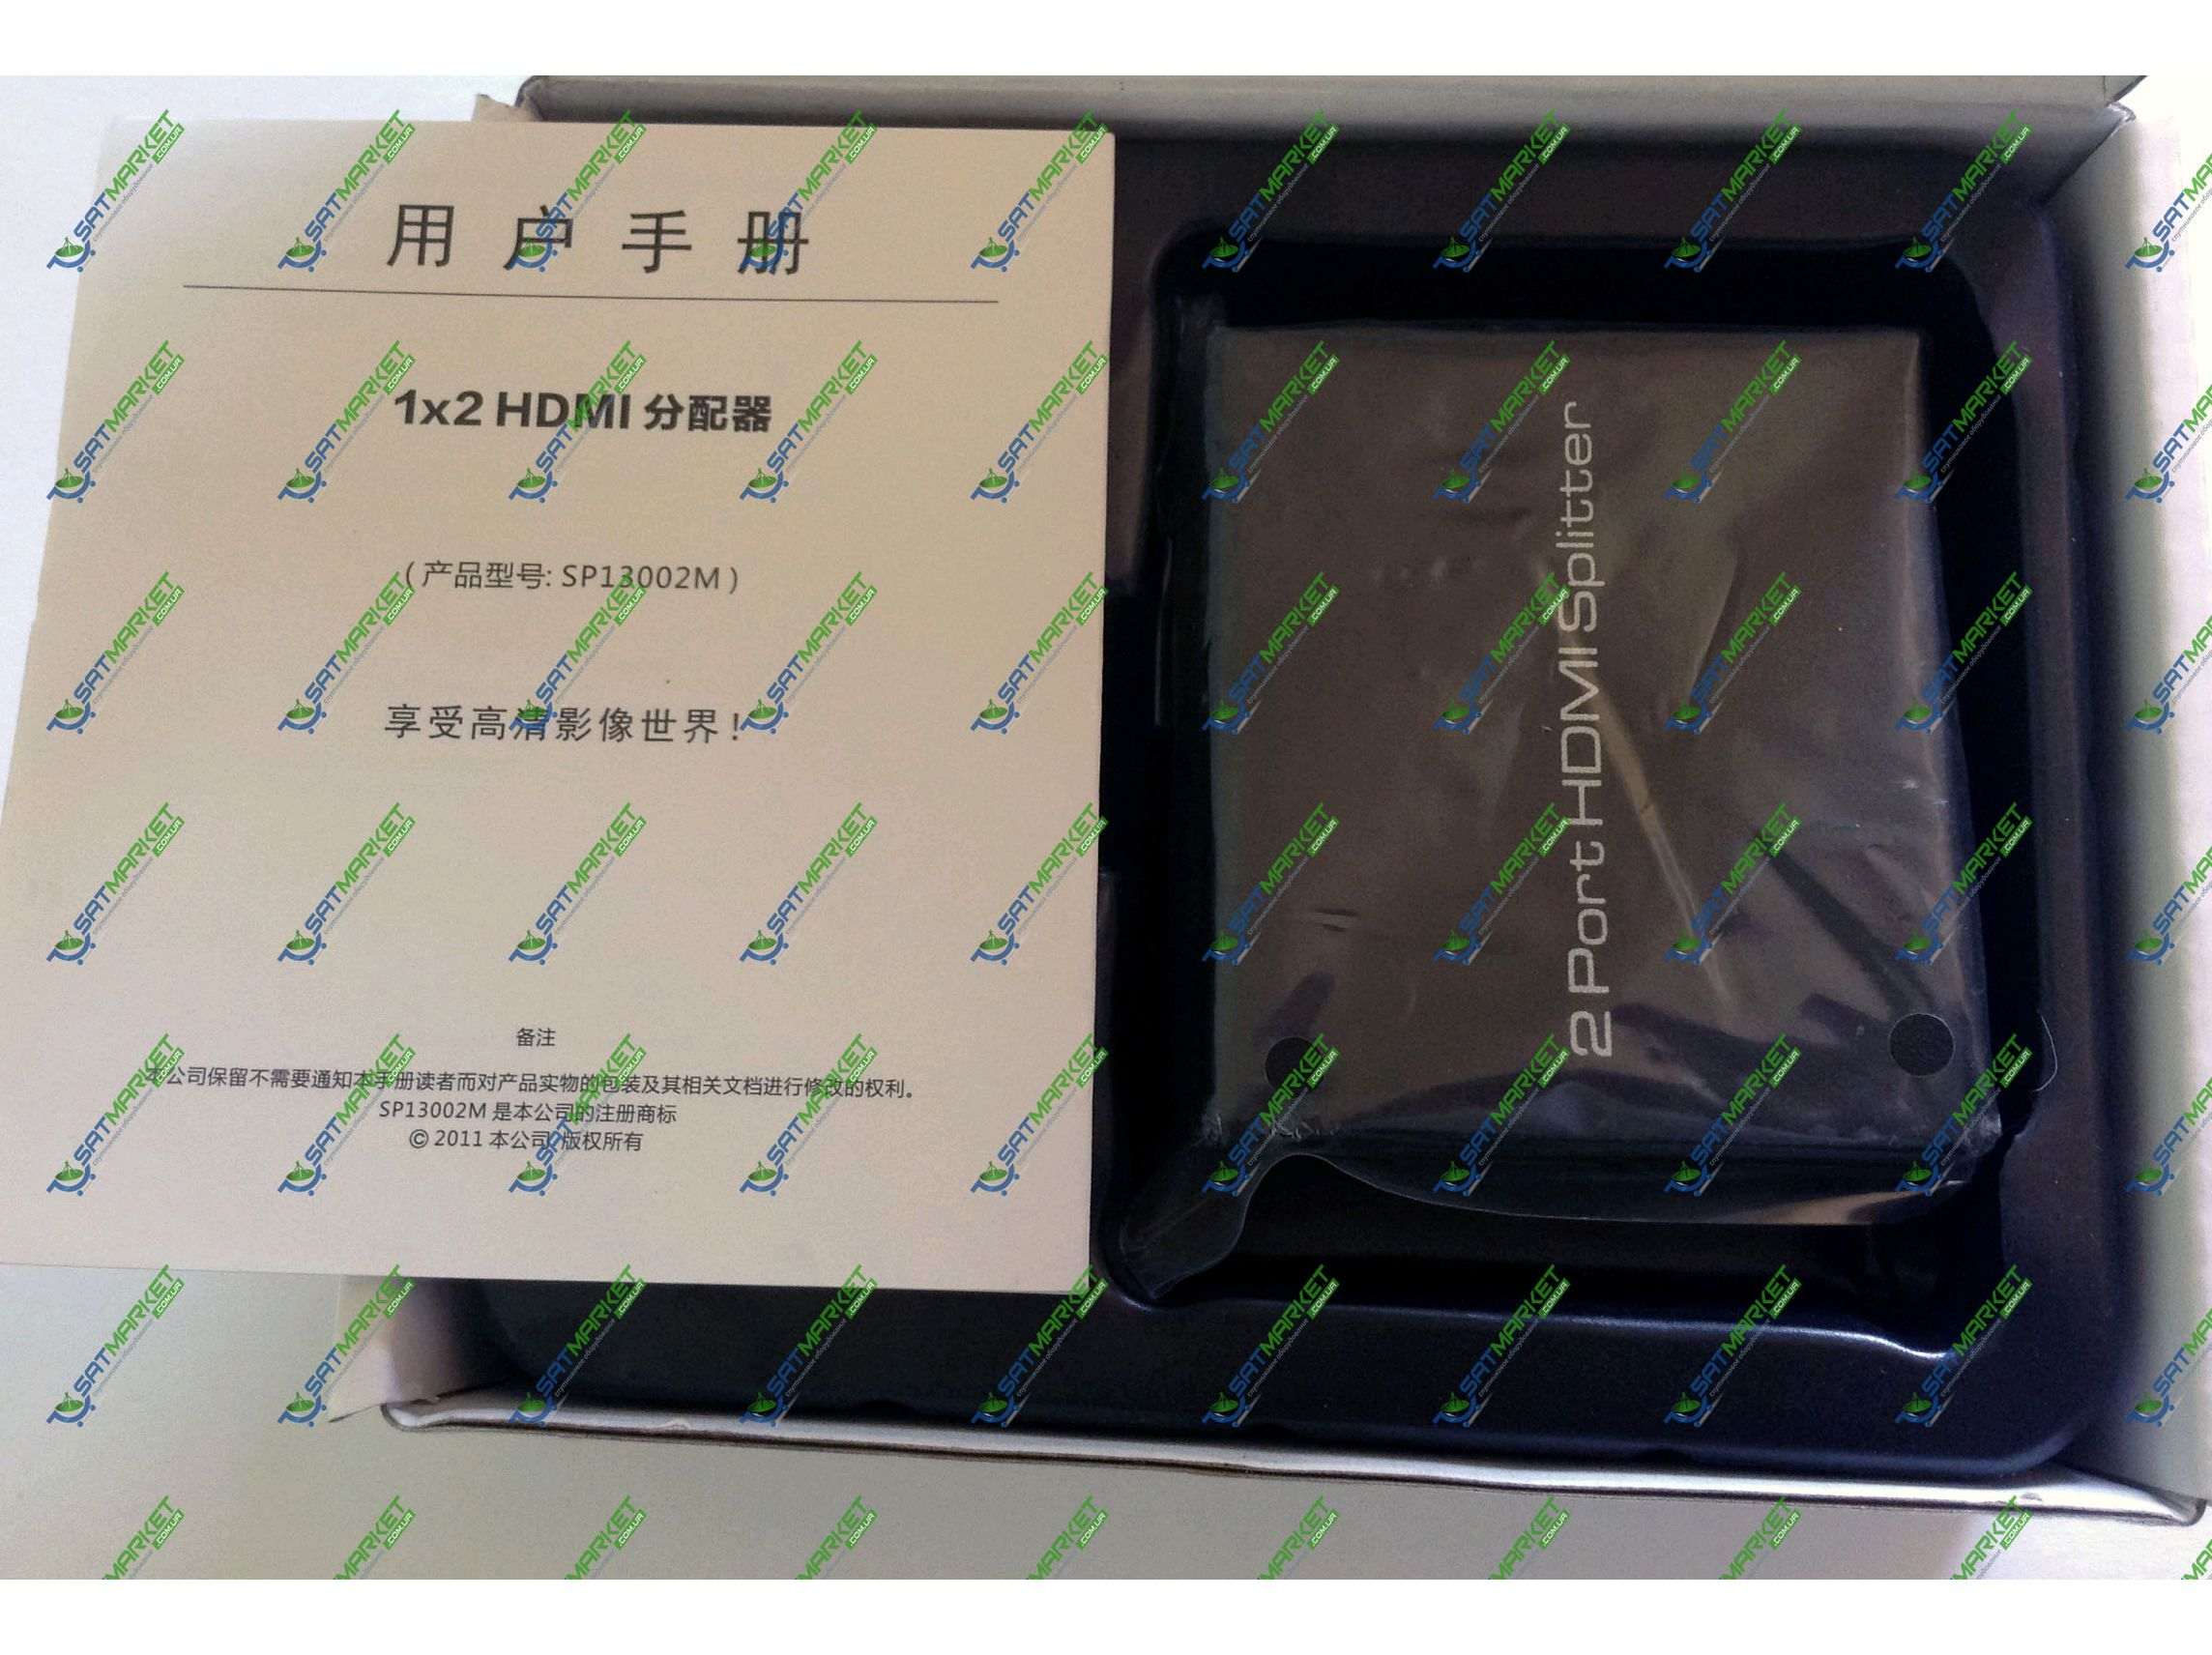 用户手册
1x2 HDMI 分配器
(产品型号: SP13002M)
享受高清影像世界!
备注
本公司保留不需要通知本手册读者而对产品实物的包装及其相关文档进行修改的权利。
SP13002M 是本公司的注册商标
© 2011 本公司 版权所有
2 Port HDMI Splitter
SATMARKET
.COM.UA